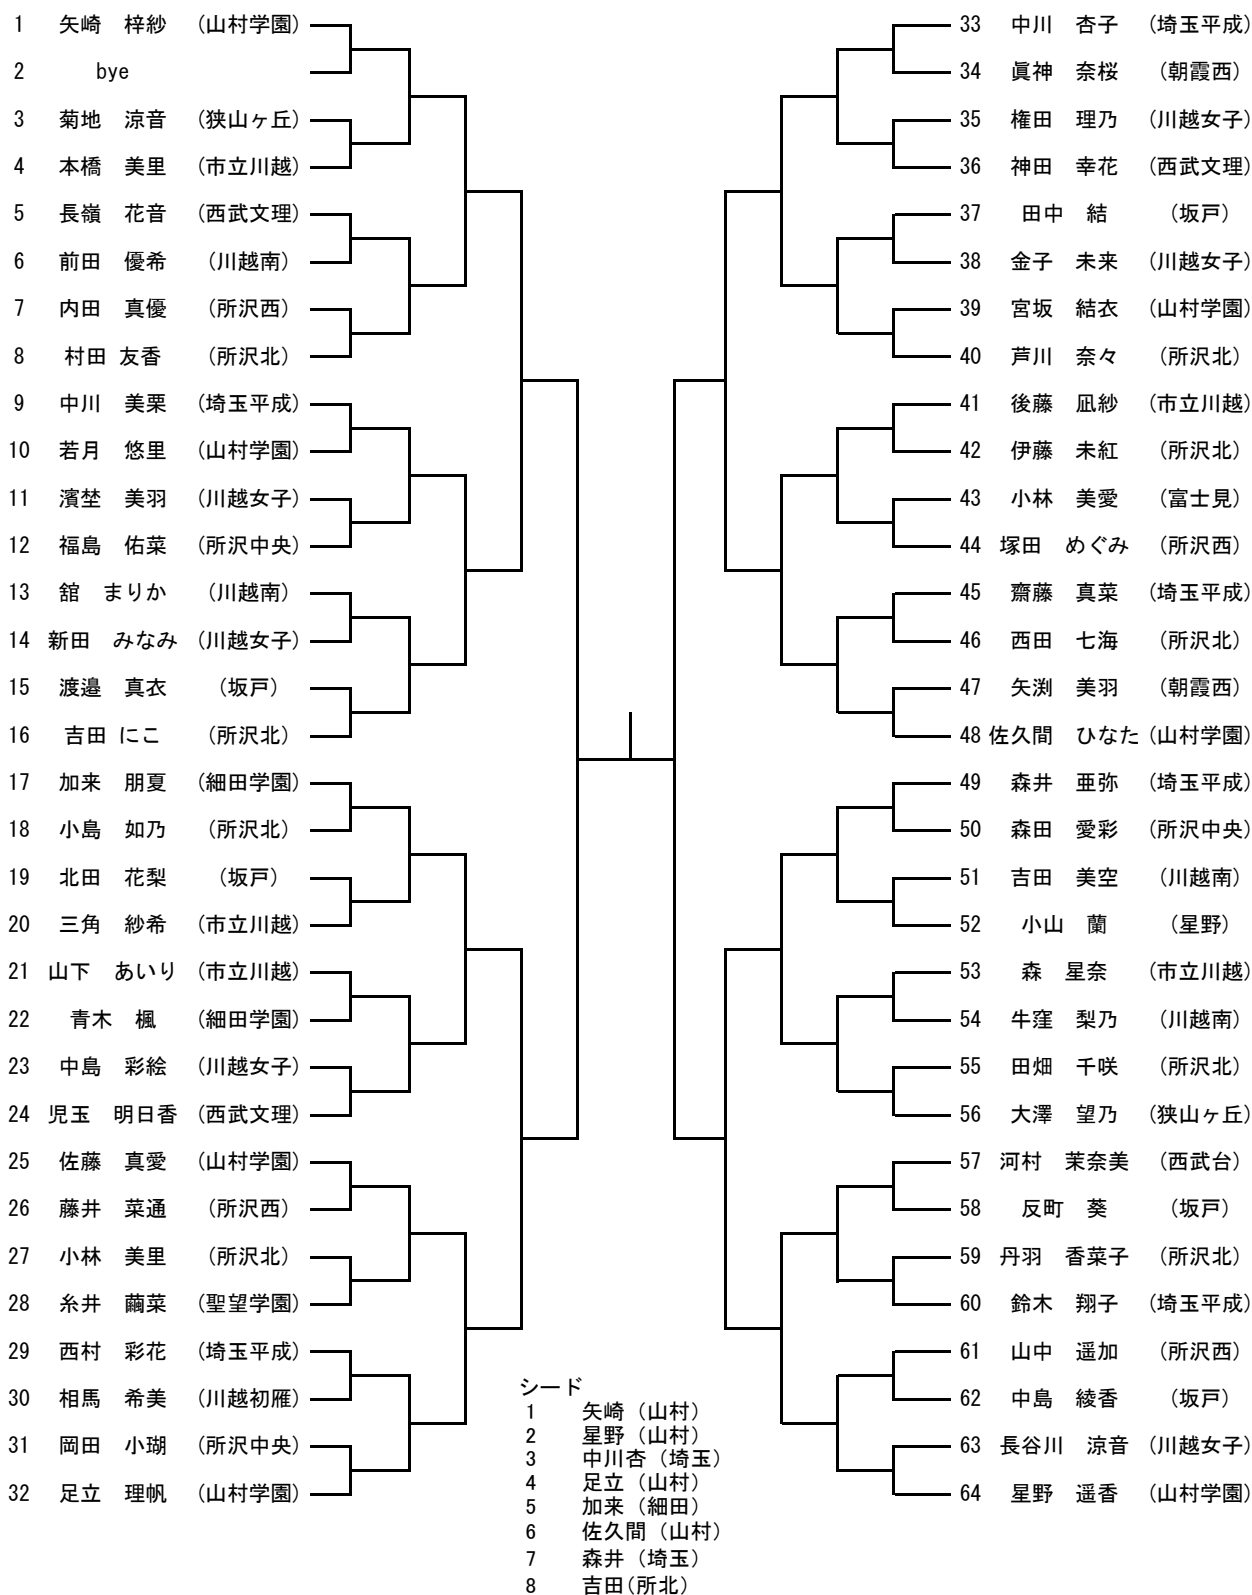 1 矢崎 梓紗 (山村学園)
2 bye
3 菊地 涼音 (狭山ヶ丘)
4 本橋 美里 (市立川越)
5 長嶺 花音 (西武文理)
6 前田 優希 (川越南)
7 内田 真優 (所沢西)
8 村田 友香 (所沢北)
9 中川 美栗 (埼玉平成)
10 若月 悠里 (山村学園)
11 濱埜 美羽 (川越女子)
12 福島 佑菜 (所沢中央)
13 舘 まりか (川越南)
14 新田 みなみ (川越女子)
15 渡邉 真衣 (坂戸)
16 吉田 にこ (所沢北)
17 加来 朋夏 (細田学園)
18 小島 如乃 (所沢北)
19 北田 花梨 (坂戸)
20 三角 紗希 (市立川越)
21 山下 あいり (市立川越)
22 青木 楓 (細田学園)
23 中島 彩絵 (川越女子)
24 児玉 明日香 (西武文理)
25 佐藤 真愛 (山村学園)
26 藤井 菜通 (所沢西)
27 小林 美里 (所沢北)
28 糸井 繭菜 (聖望学園)
29 西村 彩花 (埼玉平成)
30 相馬 希美 (川越初雁)
31 岡田 小瑚 (所沢中央)
32 足立 理帆 (山村学園)
33 中川 杏子 (埼玉平成)
34 眞神 奈桜 (朝霞西)
35 権田 理乃 (川越女子)
36 神田 幸花 (西武文理)
37 田中 結 (坂戸)
38 金子 未来 (川越女子)
39 宮坂 結衣 (山村学園)
40 芦川 奈々 (所沢北)
41 後藤 凪紗 (市立川越)
42 伊藤 未紅 (所沢北)
43 小林 美愛 (富士見)
44 塚田 めぐみ (所沢西)
45 齋藤 真菜 (埼玉平成)
46 西田 七海 (所沢北)
47 矢渕 美羽 (朝霞西)
48 佐久間 ひなた (山村学園)
49 森井 亜弥 (埼玉平成)
50 森田 愛彩 (所沢中央)
51 吉田 美空 (川越南)
52 小山 蘭 (星野)
53 森 星奈 (市立川越)
54 牛窪 梨乃 (川越南)
55 田畑 千咲 (所沢北)
56 大澤 望乃 (狭山ヶ丘)
57 河村 茉奈美 (西武台)
58 反町 葵 (坂戸)
59 丹羽 香菜子 (所沢北)
60 鈴木 翔子 (埼玉平成)
61 山中 遥加 (所沢西)
62 中島 綾香 (坂戸)
63 長谷川 涼音 (川越女子)
64 星野 遥香 (山村学園)
シード
1 矢崎 (山村)
2 星野 (山村)
3 中川杏 (埼玉)
4 足立 (山村)
5 加来 (細田)
6 佐久間 (山村)
7 森井 (埼玉)
8 吉田(所北)